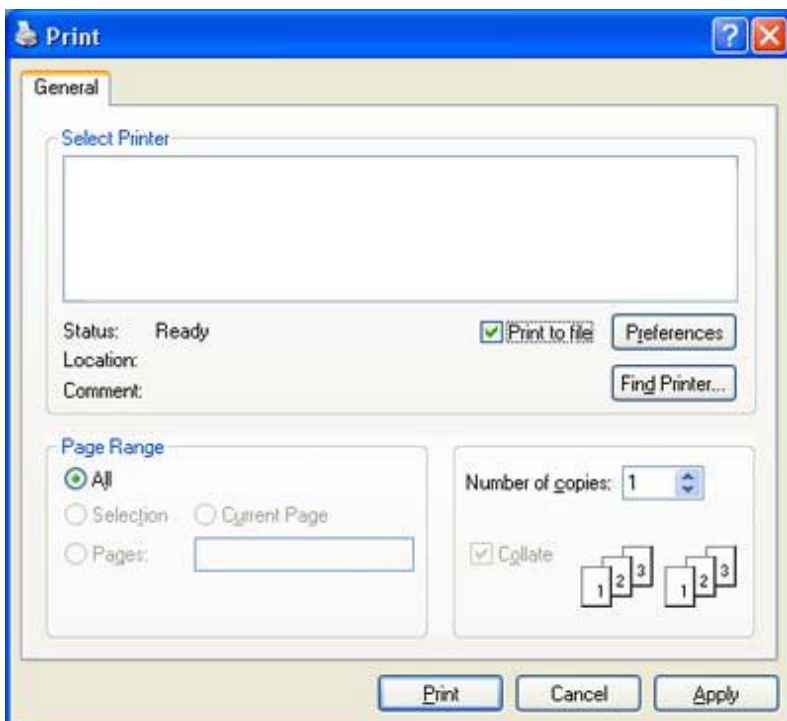 Print
General
Select Printer
Status: Ready
Print to file
Preferences
Location:
Comment:
Find Printer...
Page Range
All
Selection
Current Page
Pages:
Number of copies: 1
Collate
1 2 3 1 2 3
Print
Cancel
Apply